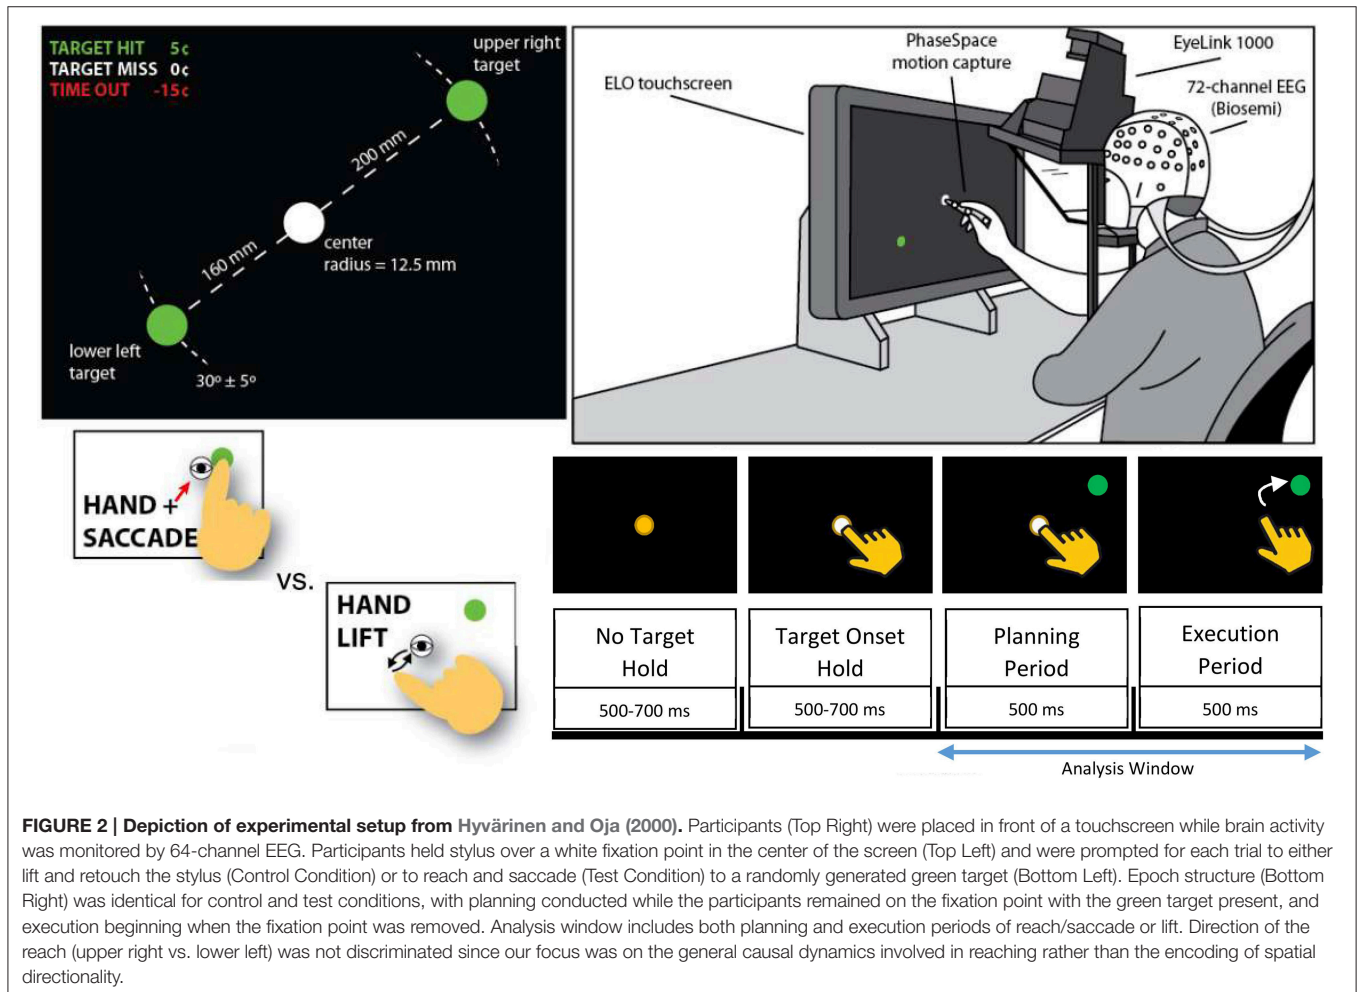 TARGET HIT 5¢
TARGET MISS 0¢
TIME OUT -15¢
upper right
target
200 mm
160 mm
center
radius = 12.5 mm
lower left
target
30º ± 5º
PhaseSpace
motion capture
EyeLink 1000
ELO touchscreen
72-channel EEG
(Biosemi)
HAND +
SACCADE
vs.
HAND
LIFT
No Target
Hold
Target Onset
Hold
Planning
Period
Execution
Period
500-700 ms
500-700 ms
500 ms
500 ms
Analysis Window
FIGURE 2 | Depiction of experimental setup from Hyvärinen and Oja (2000). Participants (Top Right) were placed in front of a touchscreen while brain activity
was monitored by 64-channel EEG. Participants held stylus over a white fixation point in the center of the screen (Top Left) and were prompted for each trial to either
lift and retouch the stylus (Control Condition) or to reach and saccade (Test Condition) to a randomly generated green target (Bottom Left). Epoch structure (Bottom
Right) was identical for control and test conditions, with planning conducted while the participants remained on the fixation point with the green target present, and
execution beginning when the fixation point was removed. Analysis window includes both planning and execution periods of reach/saccade or lift. Direction of the
reach (upper right vs. lower left) was not discriminated since our focus was on the general causal dynamics involved in reaching rather than the encoding of spatial
directionality.